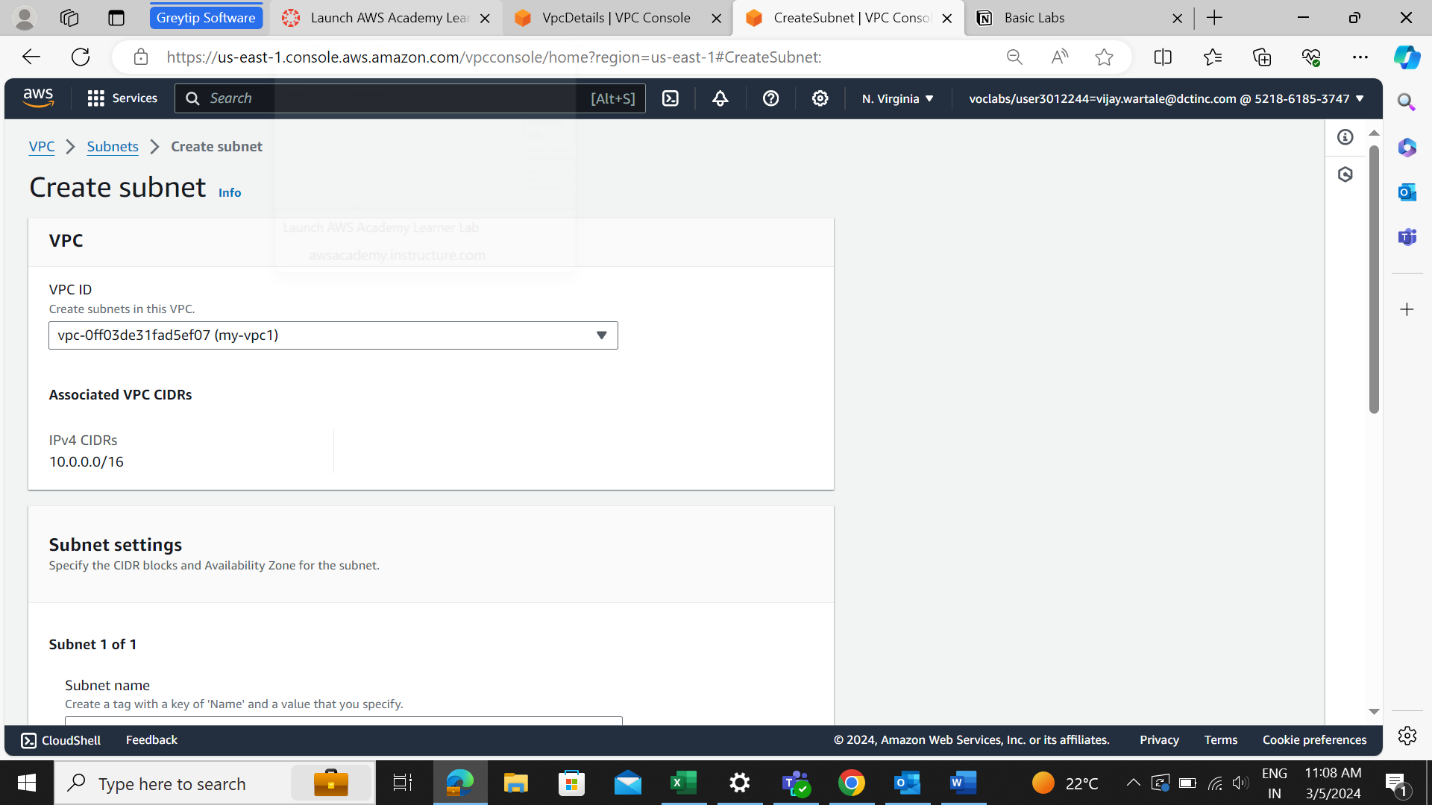 Greytip Software
Launch AWS Academy Lear
VpcDetails | VPC Console
CreateSubnet | VPC Consol
Basic Labs
https://us-east-1.console.aws.amazon.com/vpcconsole/home?region=us-east-1#CreateSubnet:
aws
Services
Search
[Alt+S]
N. Virginia
voclabs/user3012244=vijay.wartale@dctinc.com @ 5218-6185-3747
VPC
Subnets
Create subnet
Create subnet
Info
Launch AWS Academy Learner Lab
awsacademy.instructure.com
VPC
VPC ID
Create subnets in this VPC.
vpc-0ff03de31fad5ef07 (my-vpc1)
Associated VPC CIDRs
IPv4 CIDRs
10.0.0.0/16
Subnet settings
Specify the CIDR blocks and Availability Zone for the subnet.
Subnet 1 of 1
Subnet name
Create a tag with a key of 'Name' and a value that you specify.
CloudShell
Feedback
© 2024, Amazon Web Services, Inc. or its affiliates.
Privacy
Terms
Cookie preferences
Type here to search
22°C
ENG
IN
11:08 AM
3/5/2024
1